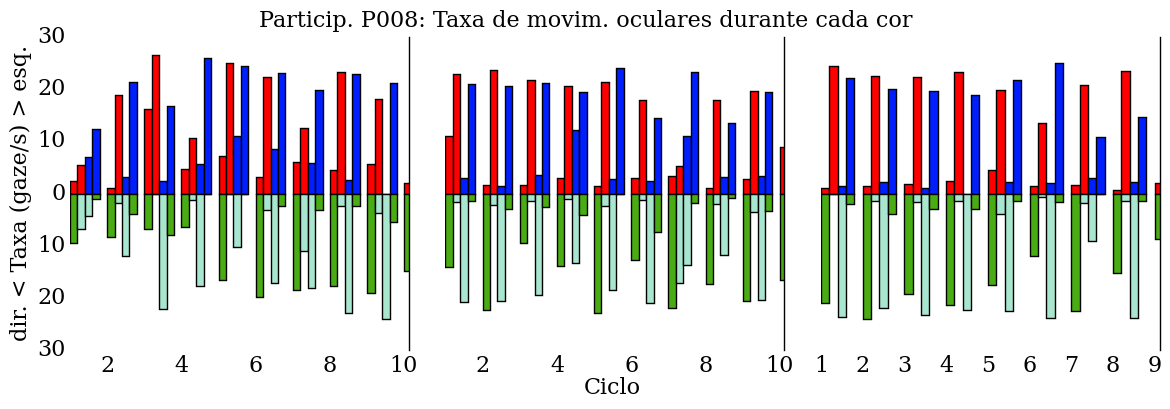 Particip. P008: Taxa de movim. oculares durante cada cor
dir. < Taxa (gaze/s) > esq.
30
20
10
0
10
20
30
2 4 6 8 10 2 4 6 8 10 1 2 3 4 5 6 7 8 9
Ciclo